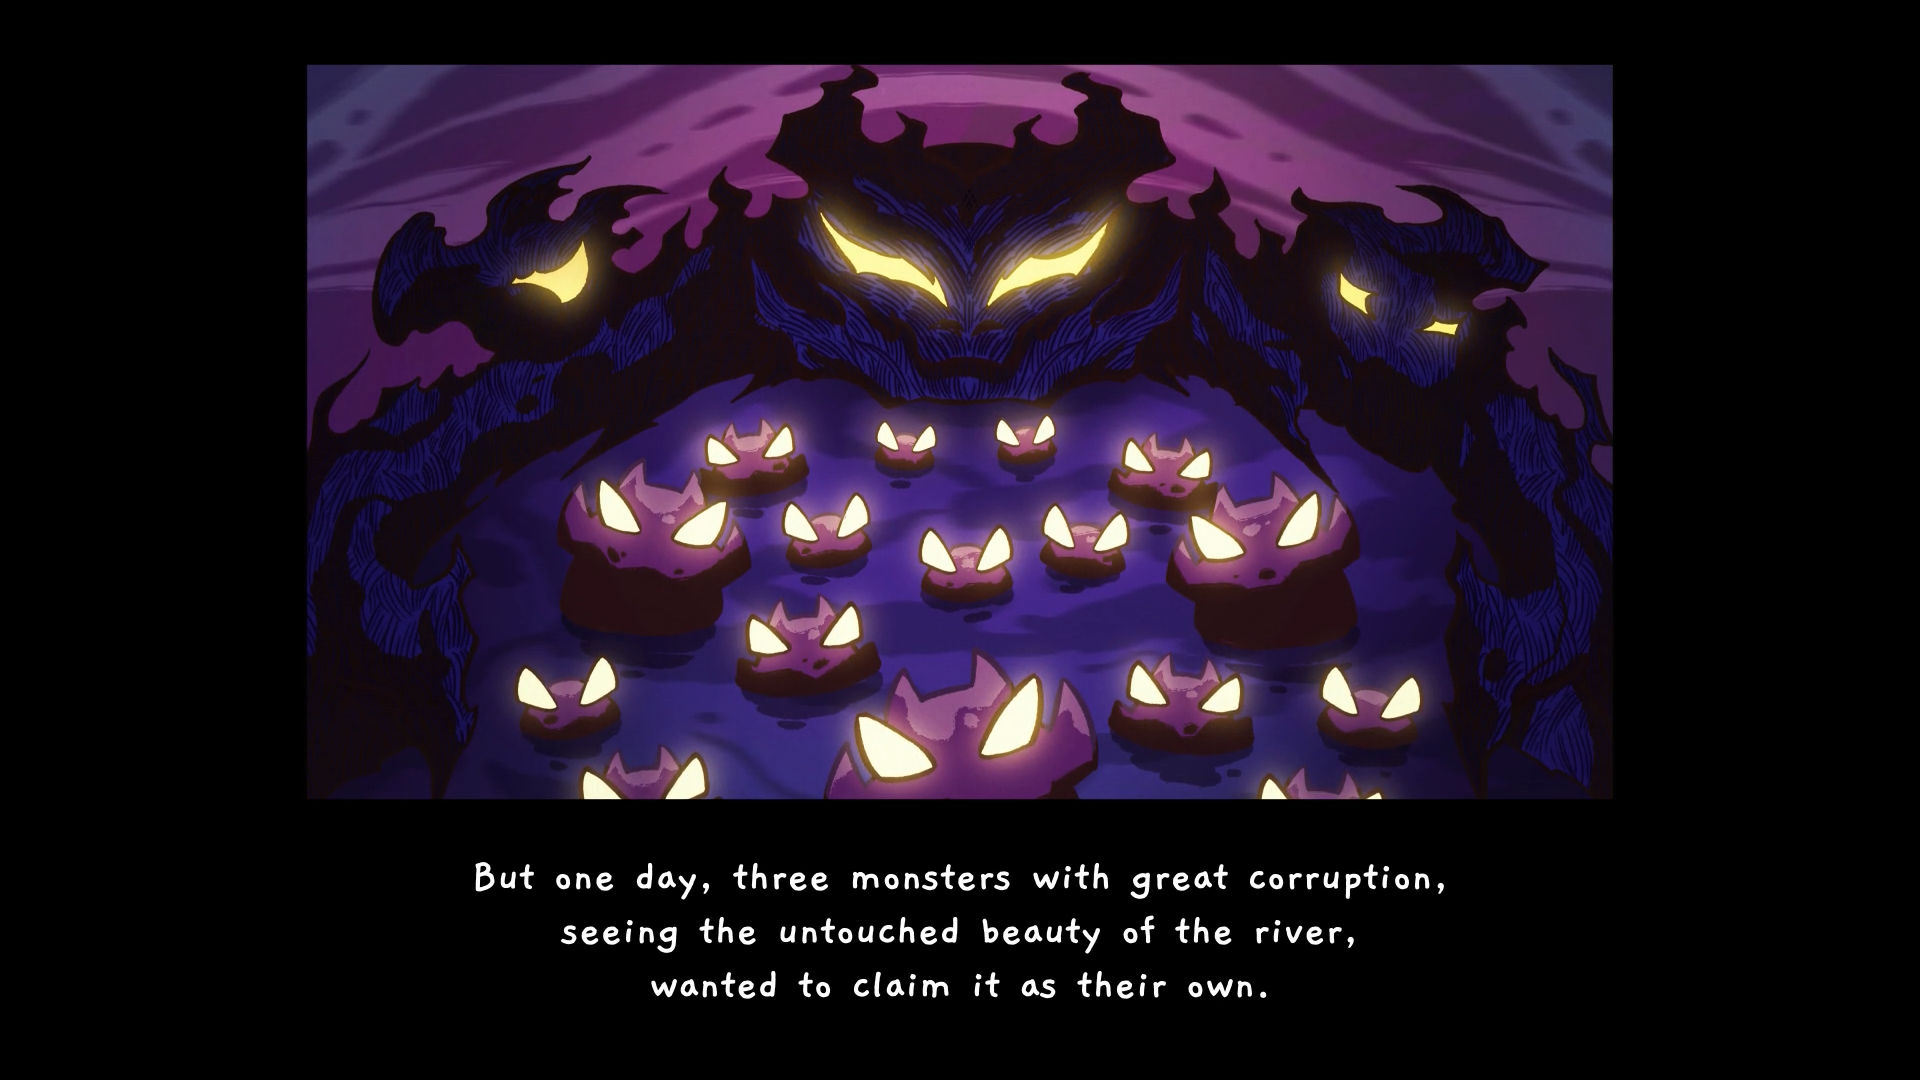 But one day, three monsters with great corruption,
seeing the untouched beauty of the river,
wanted to claim it as their own.